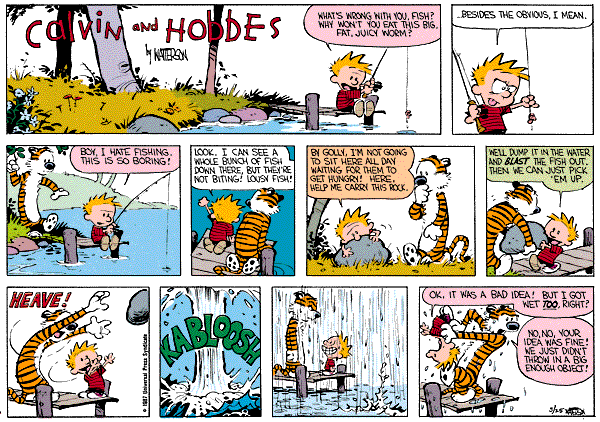 Calvin and Hobbes
by WATTERSON
WHAT'S WRONG WITH YOU, FISH?
WHY WON'T YOU EAT THIS BIG,
FAT, JUICY WORM?
...BESIDES THE OBVIOUS, I MEAN.
BOY, I HATE FISHING.
THIS IS SO BORING!
LOOK, I CAN SEE A
WHOLE BUNCH OF FISH
DOWN THERE, BUT THEY'RE
NOT BITING! LOUSY FISH!
BY GOLLY, I'M NOT GOING
TO SIT HERE ALL DAY
WAITING FOR THEM TO
GET HUNGRY! HERE,
HELP ME CARRY THIS ROCK.
WE'LL DUMP IT IN THE WATER
AND BLAST THE FISH OUT.
THEN WE CAN JUST PICK
'EM UP.
HEAVE!
© 1987 Universal Press Syndicate
KABLOOSH
OK, IT WAS A BAD IDEA! BUT I GOT
WET TOO, RIGHT?
NO, NO, YOUR
IDEA WAS FINE!
WE JUST DIDN'T
THROW IN A BIG
ENOUGH OBJECT!
WATTERSON